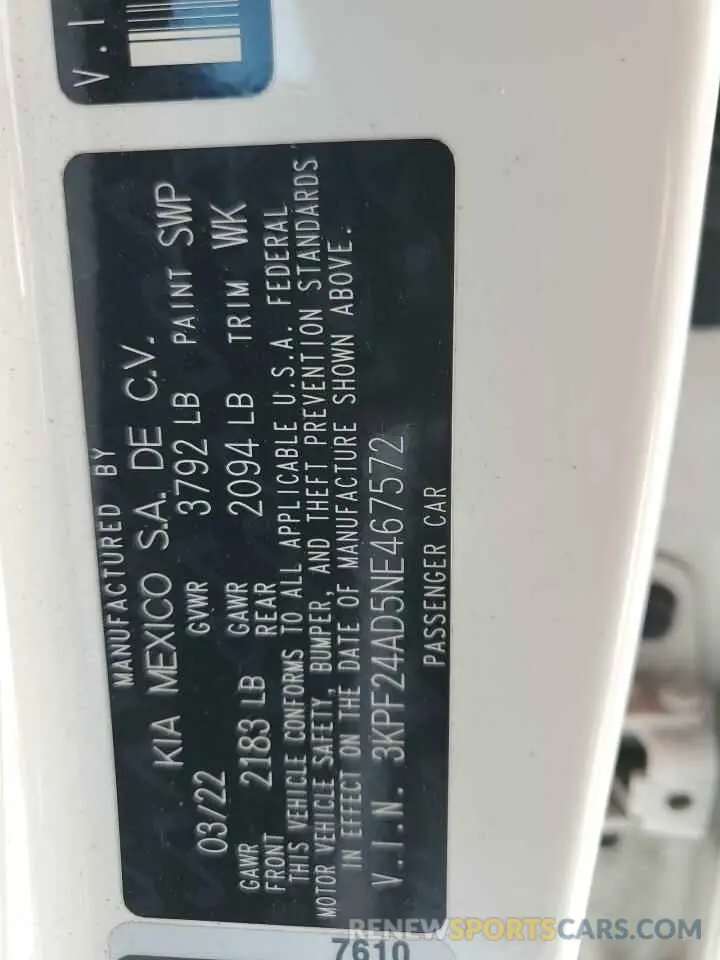 V.I
MANUFACTURED BY
KIA MEXICO S.A. DE C.V.
03/22 GVWR 3792 LB PAINT SWP
GAWR FRONT 2183 LB GAWR REAR 2094 LB TRIM WK
THIS VEHICLE CONFORMS TO ALL APPLICABLE U.S.A. FEDERAL
MOTOR VEHICLE SAFETY, BUMPER, AND THEFT PREVENTION STANDARDS
IN EFFECT ON THE DATE OF MANUFACTURE SHOWN ABOVE.
V.I.N. 3KPF24AD5NE467572
PASSENGER CAR
7610
RENEWSPORTSCARS.COM